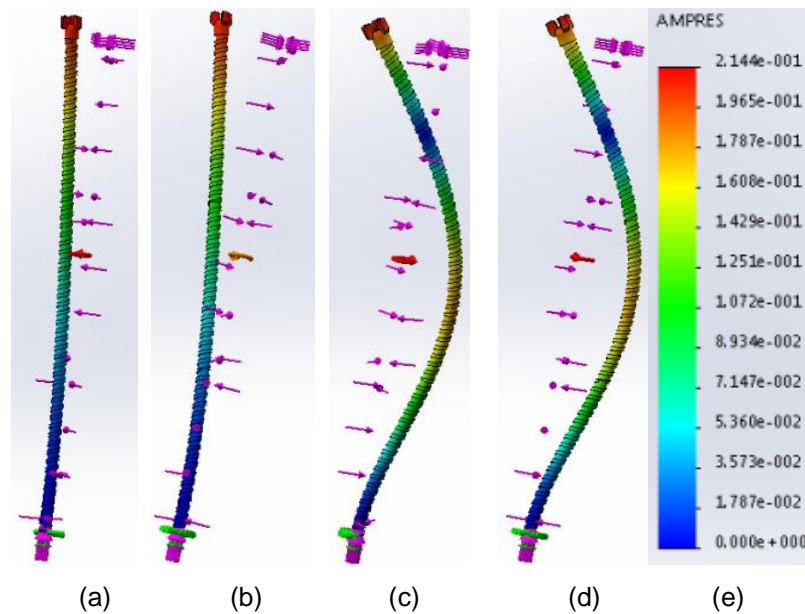 AMPRES
2.144e-001
1.965e-001
1.787e-001
1.608e-001
1.429e-001
1.251e-001
1.072e-001
8.934e-002
7.147e-002
5.360e-002
3.573e-002
1.787e-002
0.000e+000
(a) (b) (c) (d) (e)